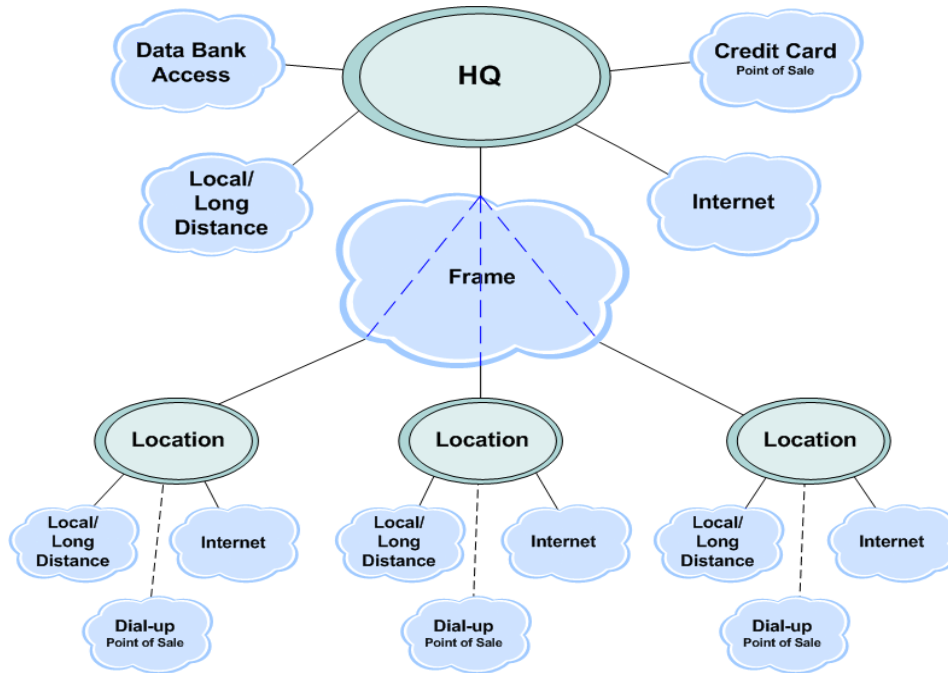 Data Bank
Access
HQ
Credit Card
Point of Sale
Local/
Long
Distance
Internet
Frame
Location
Location
Location
Local/
Long
Distance
Internet
Dial-up
Point of Sale
Local/
Long
Distance
Internet
Dial-up
Point of Sale
Local/
Long
Distance
Internet
Dial-up
Point of Sale